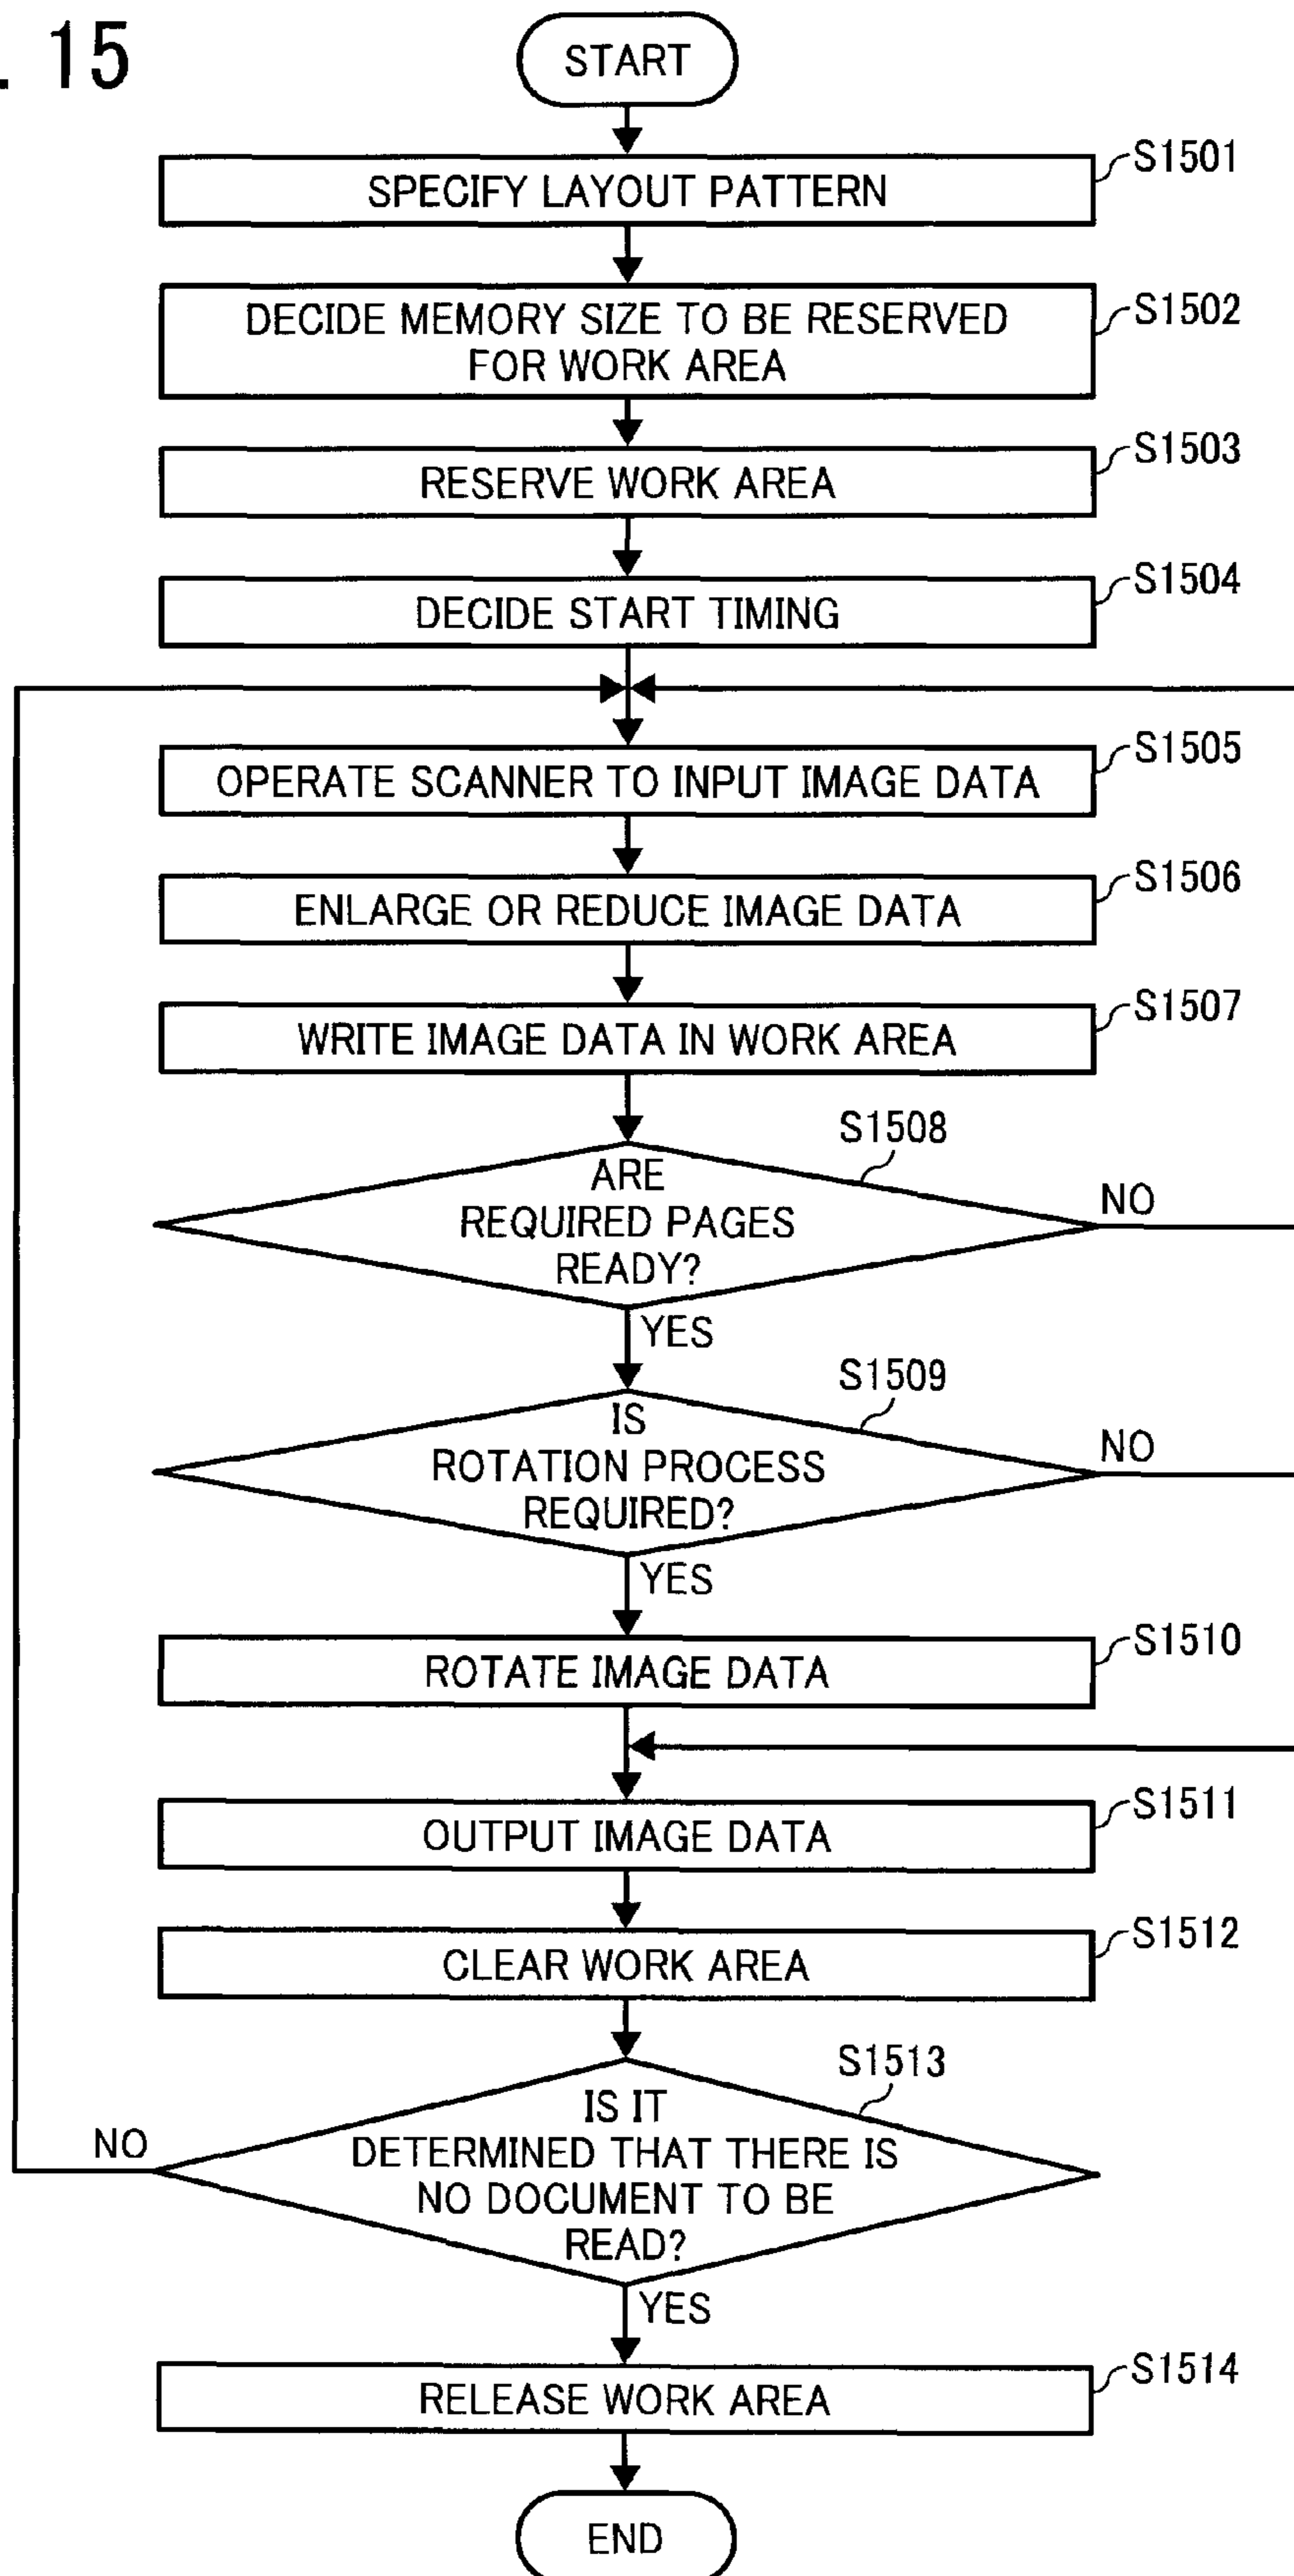 . 15
START
SPECIFY LAYOUT PATTERN
S1501
DECIDE MEMORY SIZE TO BE RESERVED
FOR WORK AREA
S1502
RESERVE WORK AREA
S1503
DECIDE START TIMING
S1504
OPERATE SCANNER TO INPUT IMAGE DATA
S1505
ENLARGE OR REDUCE IMAGE DATA
S1506
WRITE IMAGE DATA IN WORK AREA
S1507
S1508
ARE
REQUIRED PAGES
READY?
NO
YES
S1509
IS
ROTATION PROCESS
REQUIRED?
NO
YES
ROTATE IMAGE DATA
S1510
OUTPUT IMAGE DATA
S1511
CLEAR WORK AREA
S1512
S1513
IS IT
DETERMINED THAT THERE IS
NO DOCUMENT TO BE
READ?
NO
YES
RELEASE WORK AREA
S1514
END